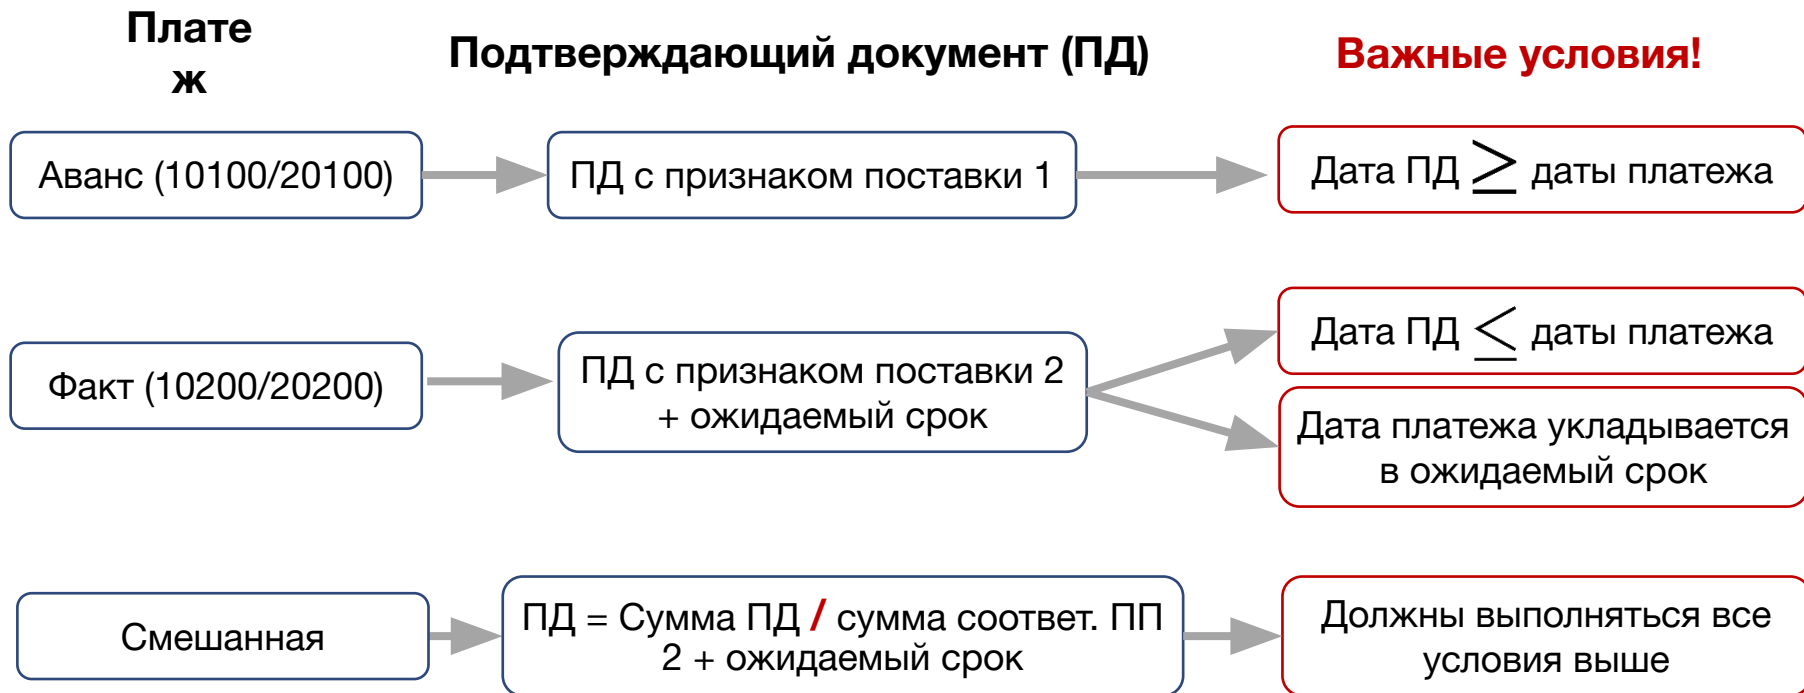 Плате
ж
Подтверждающий документ (ПД)
Важные условия!
Аванс (10100/20100)
ПД с признаком поставки 1
Дата ПД ≥ даты платежа
Факт (10200/20200)
ПД с признаком поставки 2
+ ожидаемый срок
Дата ПД ≤ даты платежа
Дата платежа укладывается
в ожидаемый срок
Смешанная
ПД = Сумма ПД / сумма соответ. ПП
2 + ожидаемый срок
Должны выполняться все
условия выше